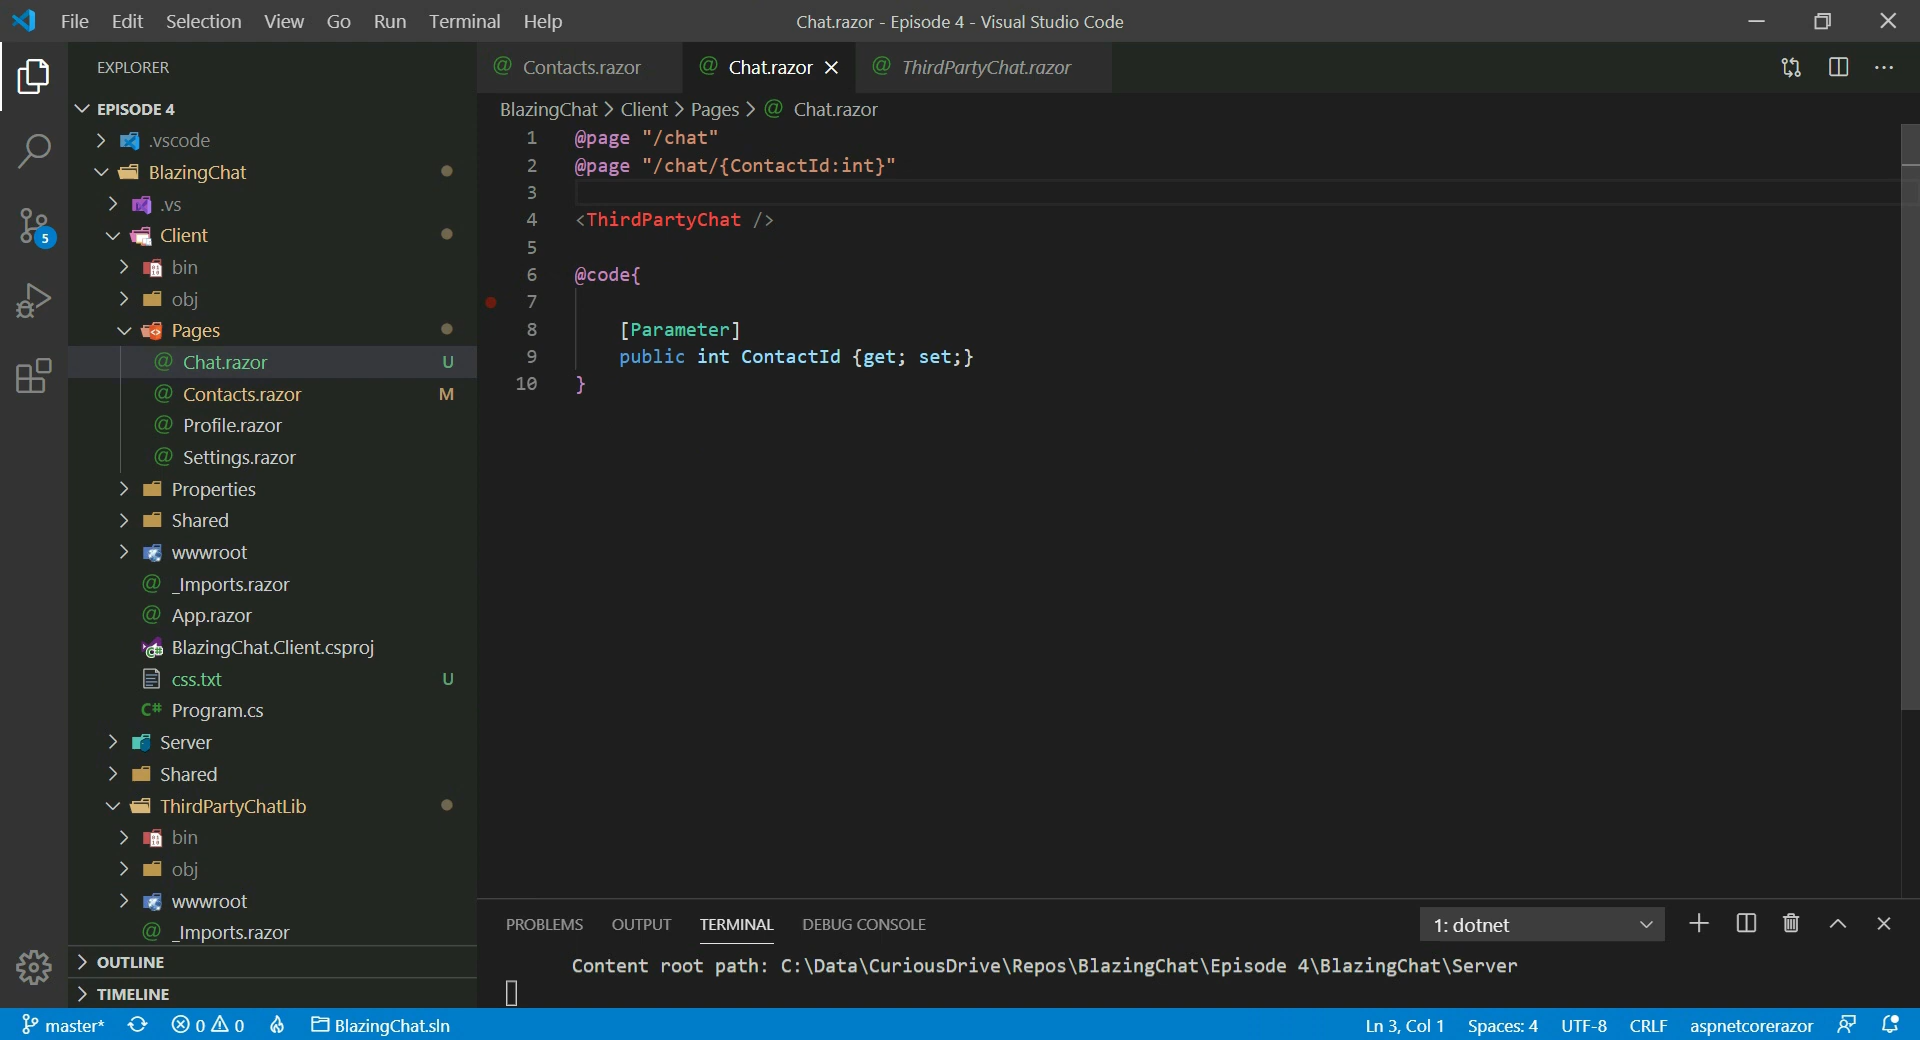 File Edit Selection View Go Run Terminal Help
Chat.razor - Episode 4 - Visual Studio Code
EXPLORER
EPISODE 4
.vscode
BlazingChat
.vs
Client
bin
obj
Pages
Chat.razor U
Contacts.razor M
Profile.razor
Settings.razor
Properties
Shared
wwwroot
_Imports.razor
App.razor
BlazingChat.Client.csproj
css.txt U
C# Program.cs
Server
Shared
ThirdPartyChatLib
bin
obj
wwwroot
_Imports.razor
OUTLINE
TIMELINE
5
@ Contacts.razor @ Chat.razor @ ThirdPartyChat.razor
BlazingChat > Client > Pages > @ Chat.razor
1 @page "/chat"
2 @page "/chat/{ContactId:int}"
3
4 <ThirdPartyChat />
5
6 @code{
7
8 [Parameter]
9 public int ContactId {get; set;}
10 }
PROBLEMS OUTPUT TERMINAL DEBUG CONSOLE
1: dotnet
Content root path: C:\Data\CuriousDrive\Repos\BlazingChat\Episode 4\BlazingChat\Server
master* 0 0 BlazingChat.sln
Ln 3, Col 1 Spaces: 4 UTF-8 CRLF aspnetcorerazor